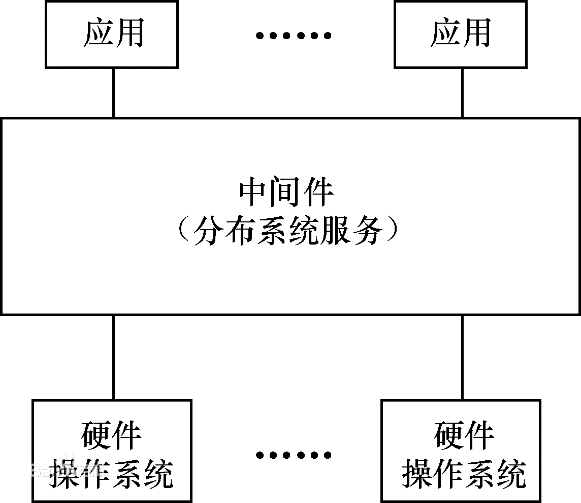 应用 …… 应用
中间件
（分布系统服务）
硬件 硬件
操作系统 …… 操作系统